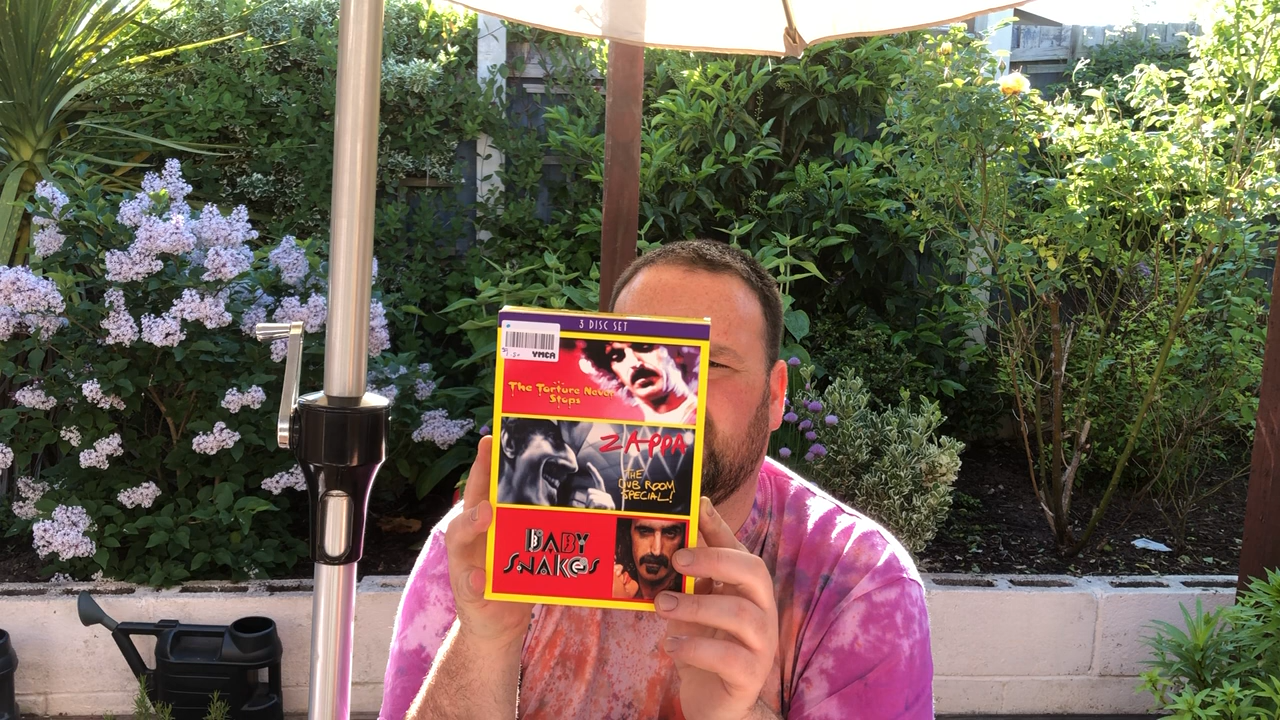 3 DISC SET
YMCA
The Torture Never
Stops
ZAPPA
THE
DUB ROOM
SPECIAL!
BABY
SNAKES